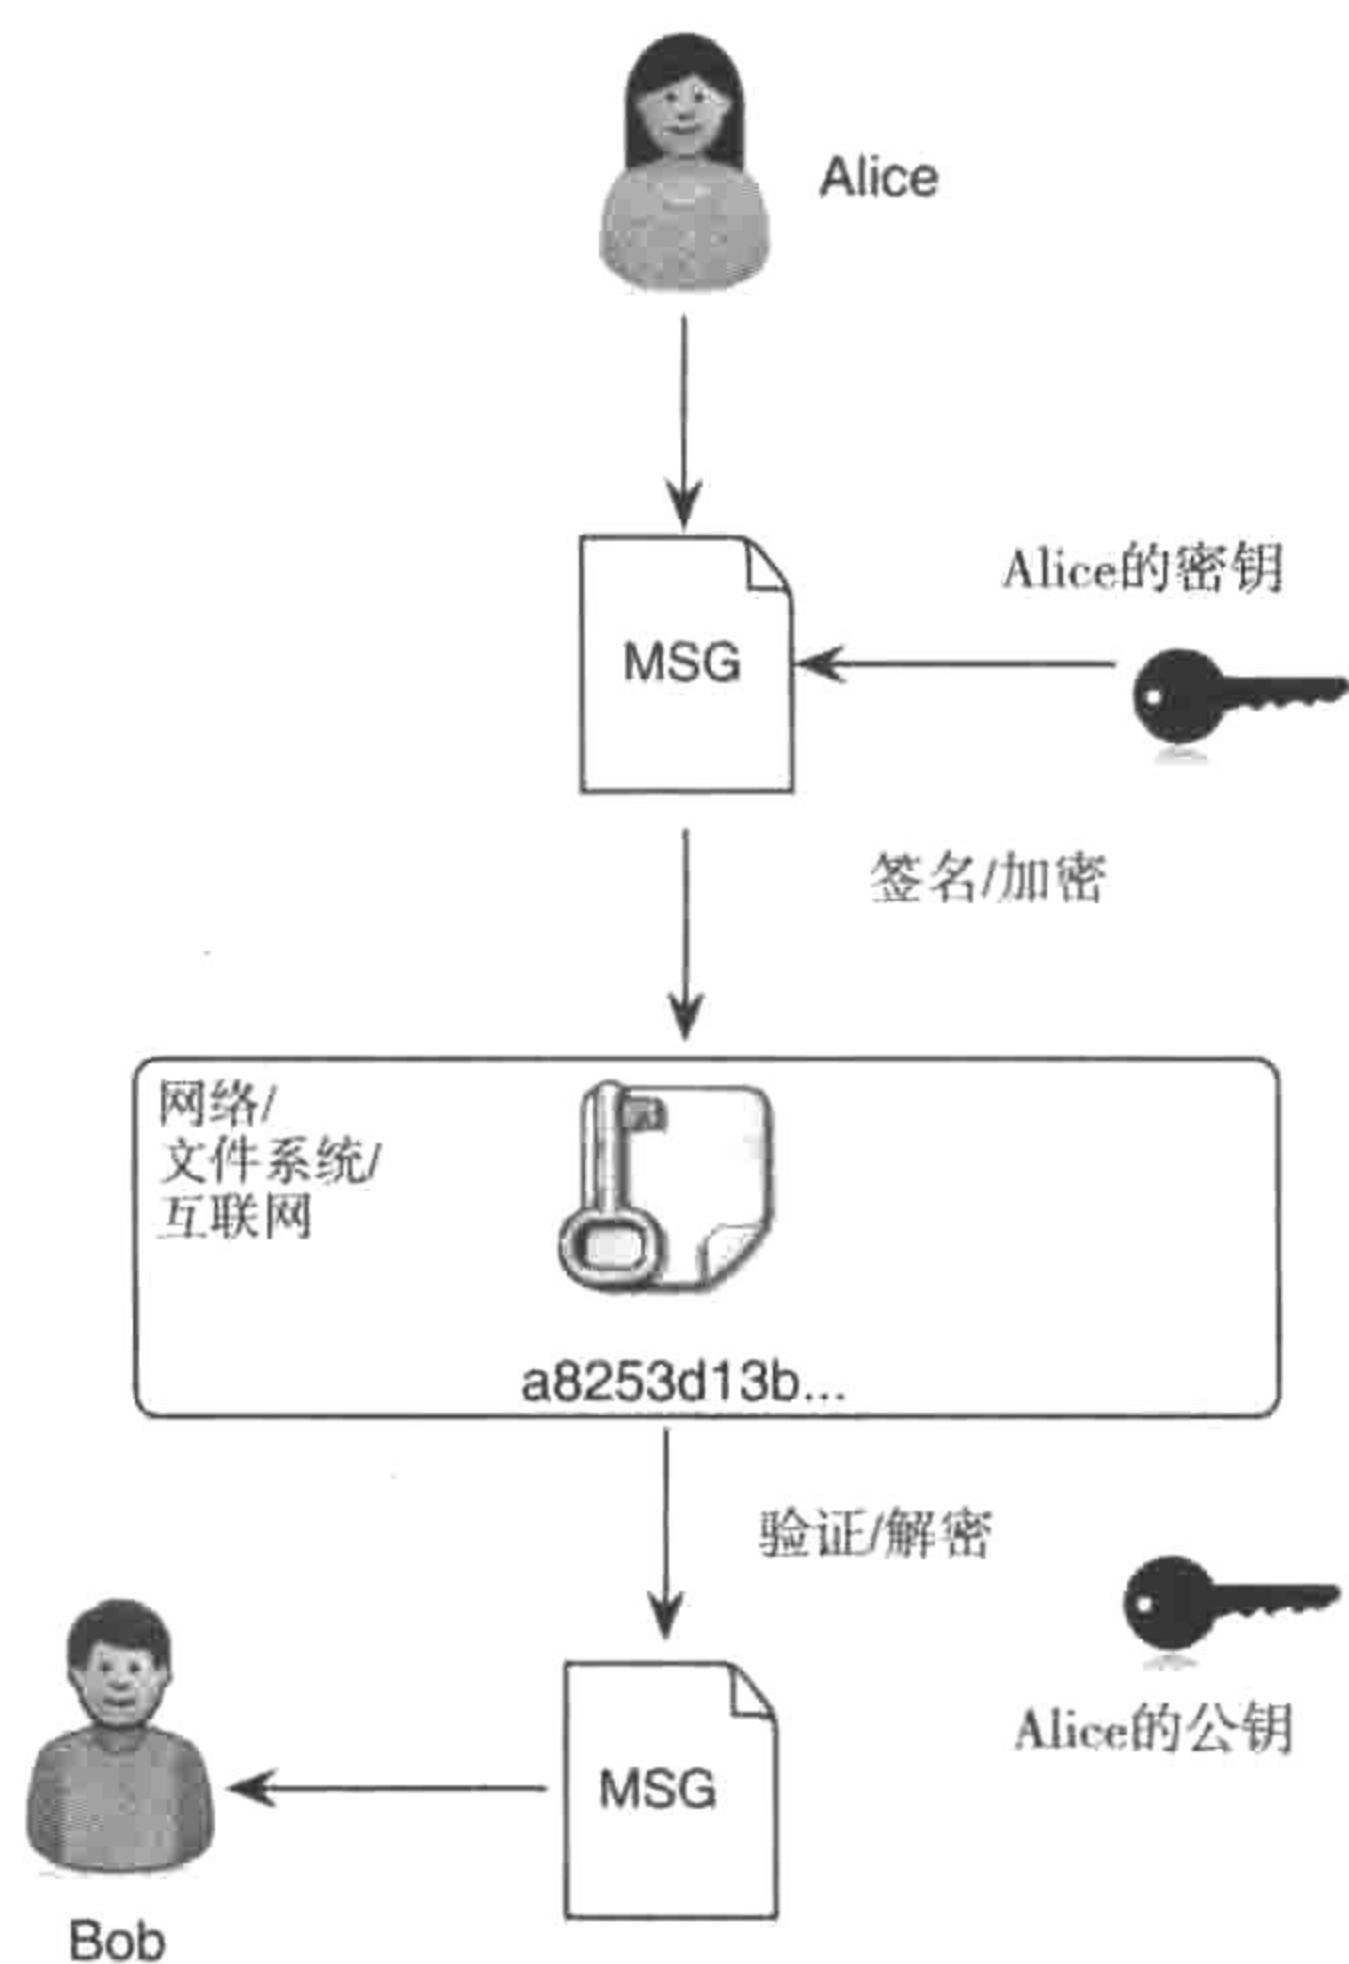 Alice
Alice的密钥
MSG
签名/加密
网络/
文件系统/
互联网
a8253d13b...
验证/解密
Alice的公钥
MSG
Bob